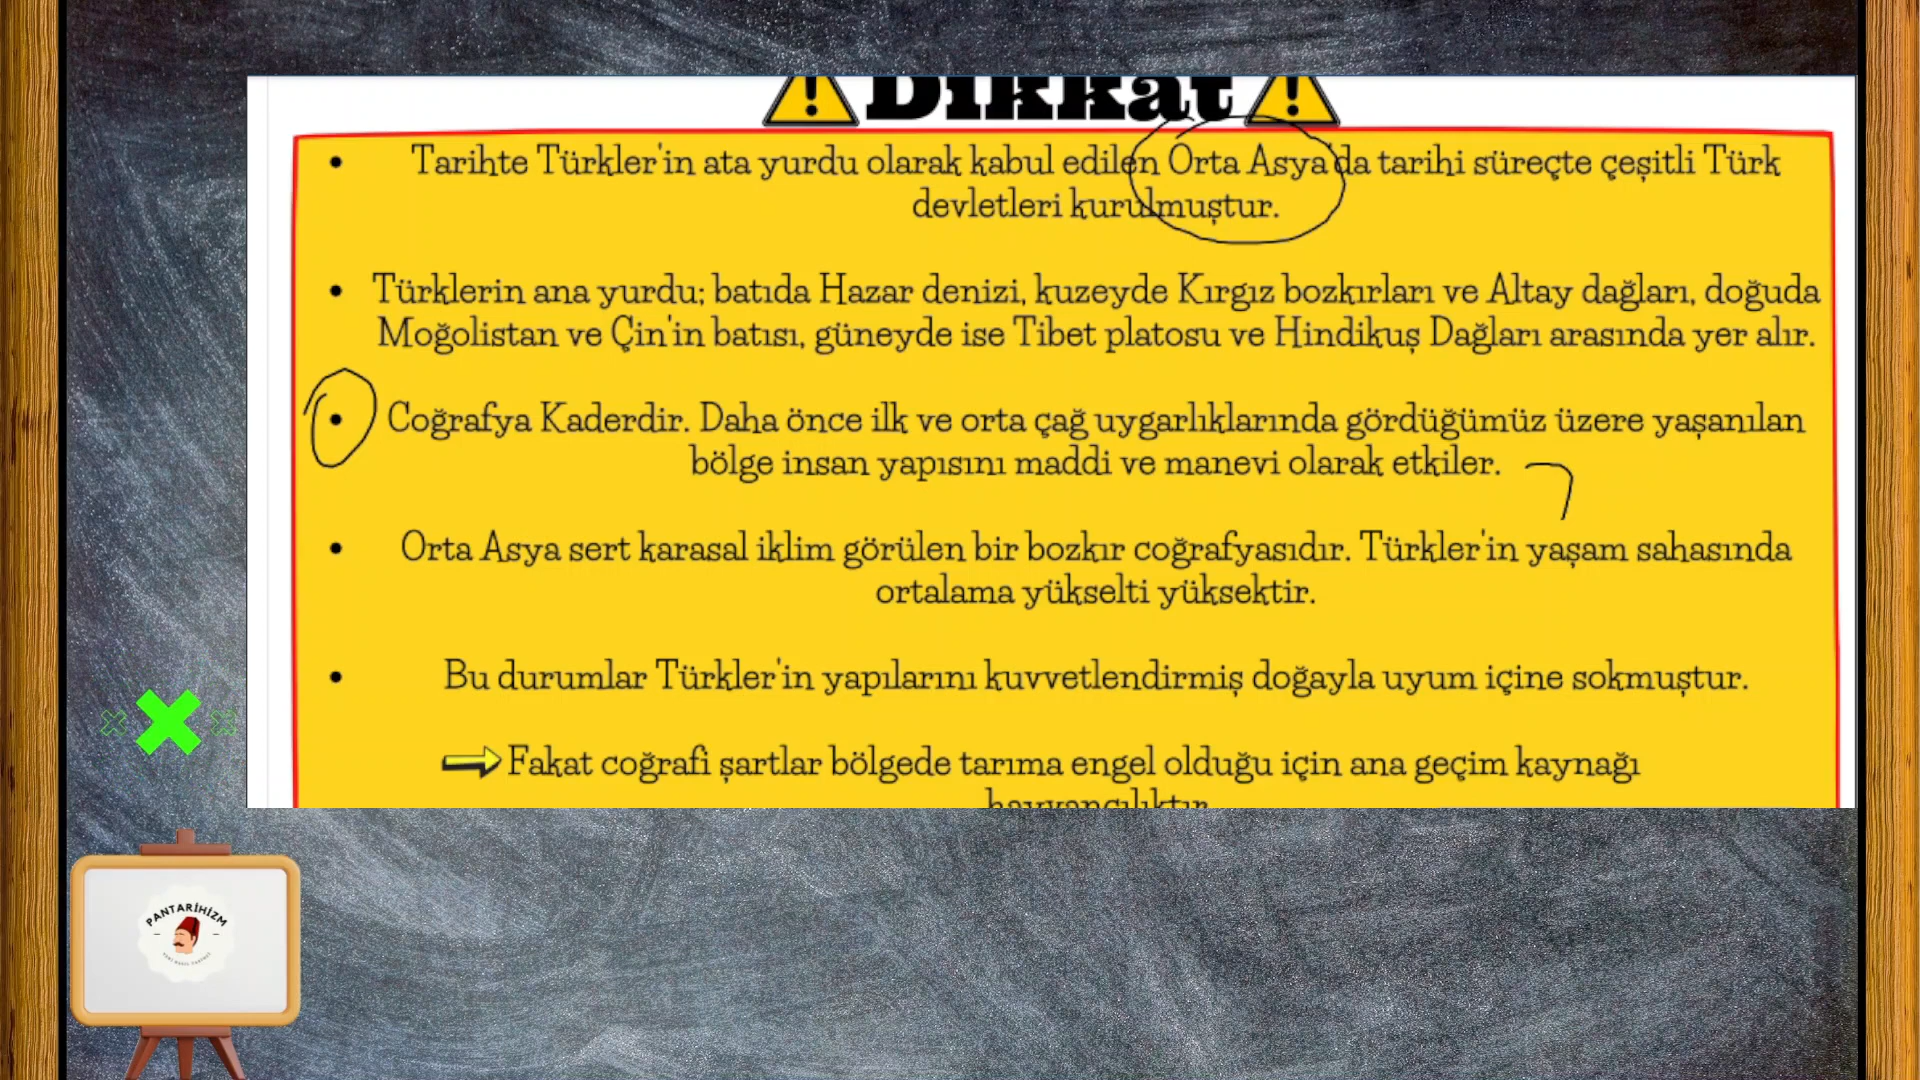 Dikkat
• Tarihte Türkler'in ata yurdu olarak kabul edilen Orta Asya'da tarihi süreçte çeşitli Türk
devletleri kurulmuştur.
• Türklerin ana yurdu; batıda Hazar denizi, kuzeyde Kırgız bozkırları ve Altay dağları, doğuda
Moğolistan ve Çin'in batısı, güneyde ise Tibet platosu ve Hindikuş Dağları arasında yer alır.
• Coğrafya Kaderdir. Daha önce ilk ve orta çağ uygarlıklarında gördüğümüz üzere yaşanılan
bölge insan yapısını maddi ve manevi olarak etkiler.
• Orta Asya sert karasal iklim görülen bir bozkır coğrafyasıdır. Türkler'in yaşam sahasında
ortalama yükselti yüksektir.
• Bu durumlar Türkler'in yapılarını kuvvetlendirmiş doğayla uyum içine sokmuştur.
Fakat coğrafi şartlar bölgede tarıma engel olduğu için ana geçim kaynağı
hayvancılıktır.
PANTARİHİZM